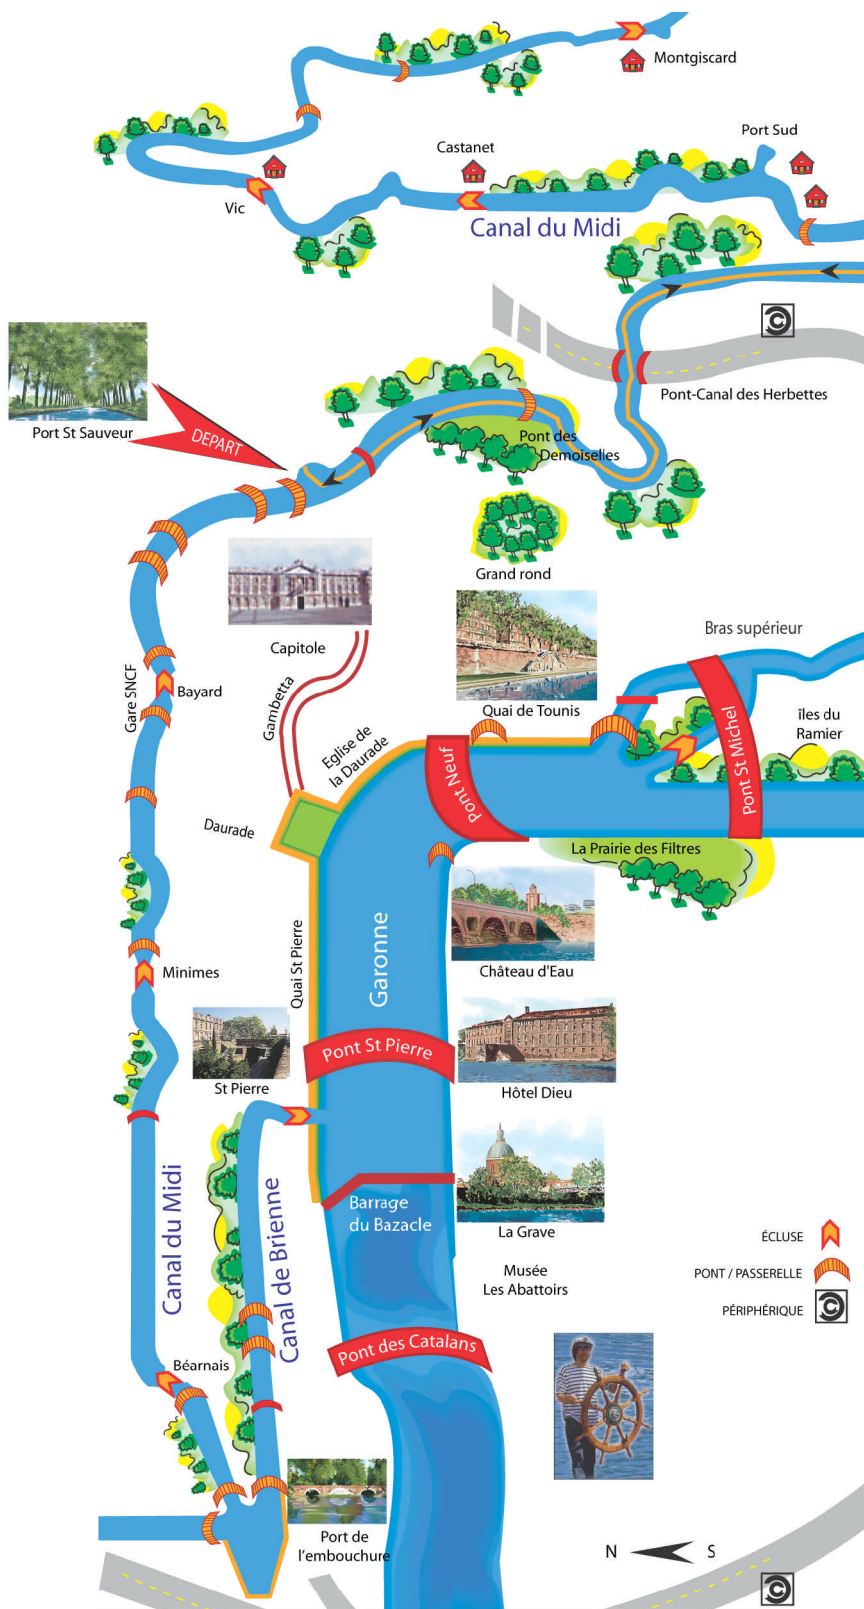 Montgiscard
Port Sud
Castanet
Vic
Canal du Midi
Pont-Canal des Herbettes
Port St Sauveur
DEPART
Pont des
Demoiselles
Grand rond
Capitole
Gambetta
Gare SNCF
Bayard
Quai de Tounis
Bras supérieur
îles du
Ramier
Pont St Michel
Pont Neuf
Eglise de
la Daurade
Daurade
La Prairie des Filtres
Quai St Pierre
Garonne
Château d'Eau
Minimes
Pont St Pierre
St Pierre
Hôtel Dieu
Canal du Midi
Canal de Brienne
Barrage
du Bazacle
La Grave
Musée
Les Abattoirs
ÉCLUSE
PONT / PASSERELLE
PÉRIPHÉRIQUE
Pont des Catalans
Béarnais
Port de
l'embouchure
N S